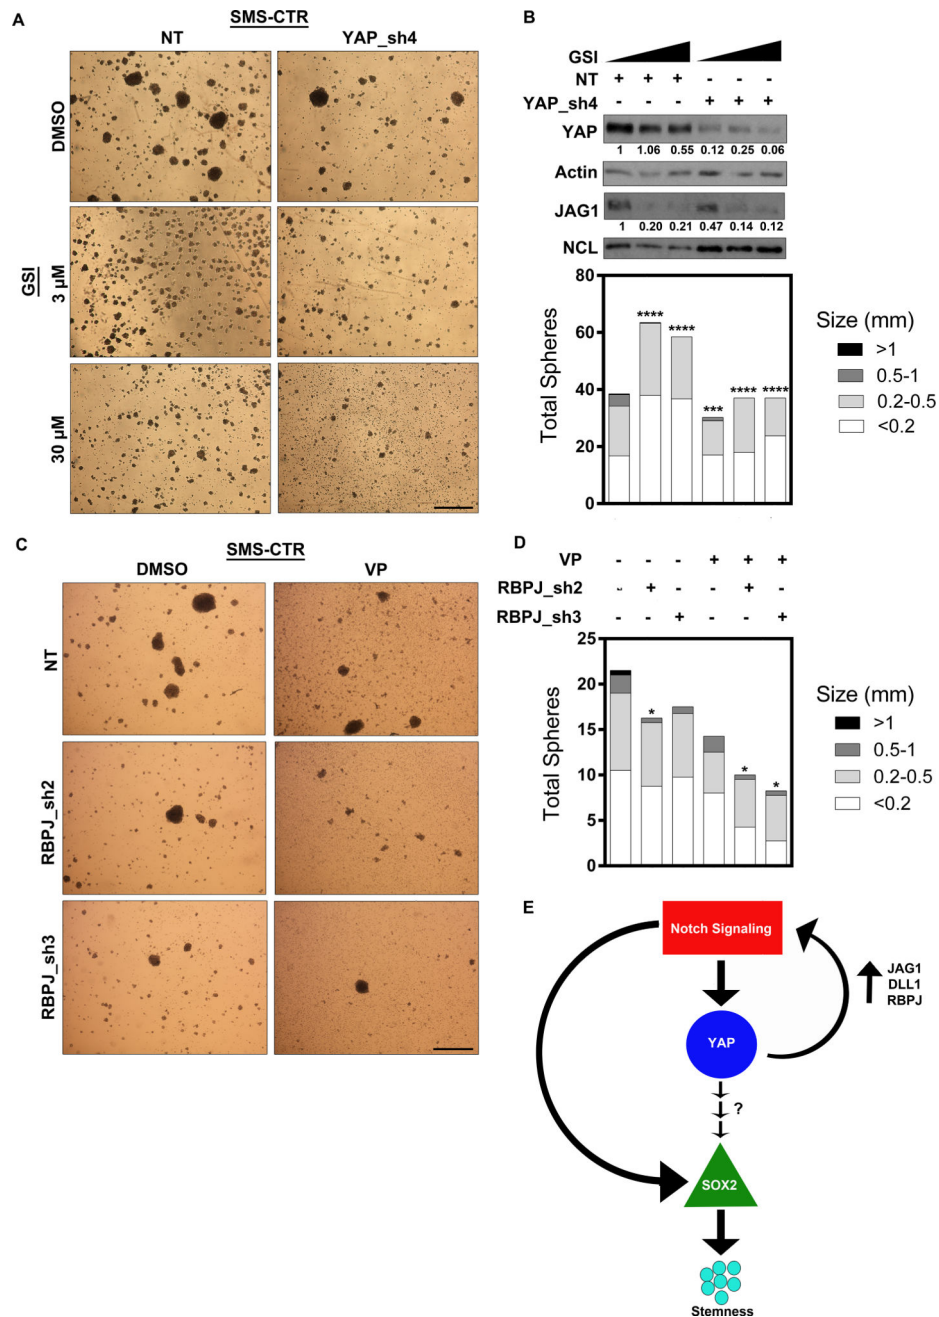 A
SMS-CTR
NT YAP_sh4
DMSO
GSI
3 µM
30 µM
B
GSI
NT + + + - - -
YAP_sh4 - - - + + +
YAP
1 1.06 0.55 0.12 0.25 0.06
Actin
JAG1
1 0.20 0.21 0.47 0.14 0.12
NCL
80
60
40
20
0
Total Spheres
**** **** *** **** ****
Size (mm)
>1
0.5-1
0.2-0.5
<0.2
C
SMS-CTR
DMSO VP
NT
RBPJ_sh2
RBPJ_sh3
D
VP - - - + + +
RBPJ_sh2 - + - - + -
RBPJ_sh3 - - + - - +
25
20
15
10
5
0
Total Spheres
* * *
Size (mm)
>1
0.5-1
0.2-0.5
<0.2
E
Notch Signaling
JAG1
DLL1
RBPJ
YAP
?
SOX2
Stemness